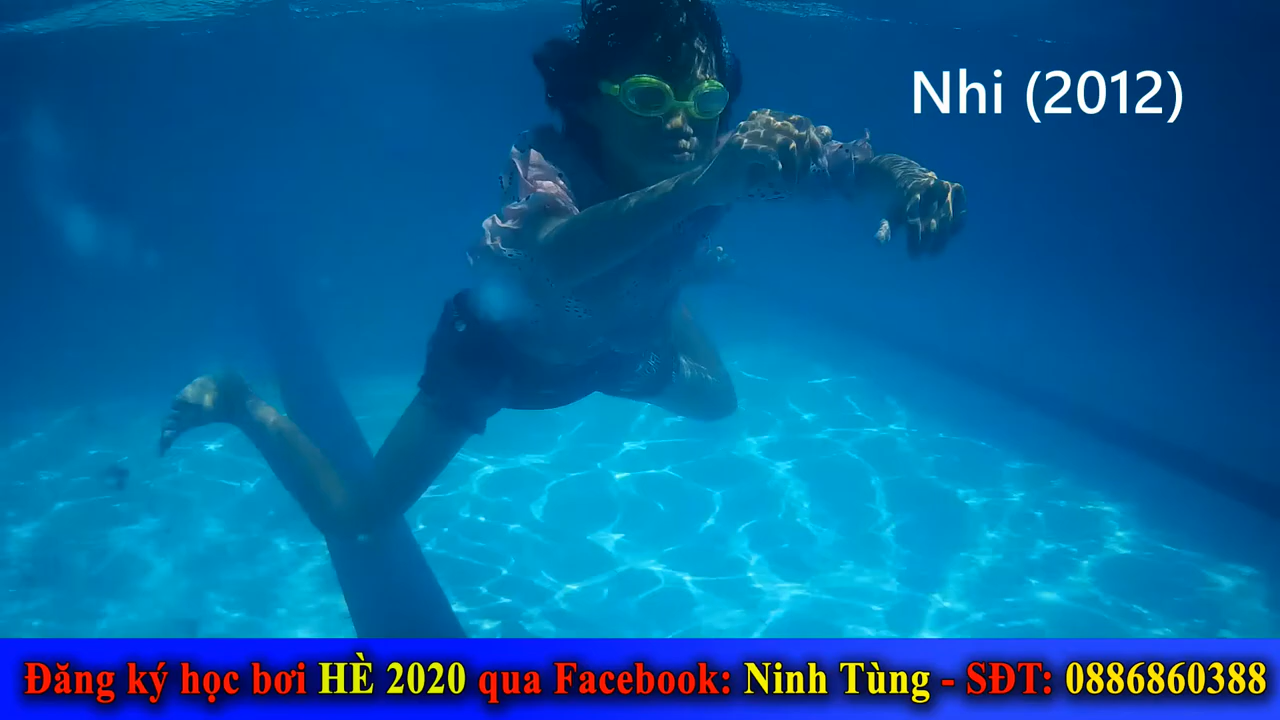 Nhi (2012)
Đăng ký học bơi HÈ 2020 qua Facebook: Ninh Tùng - SĐT: 0886860388